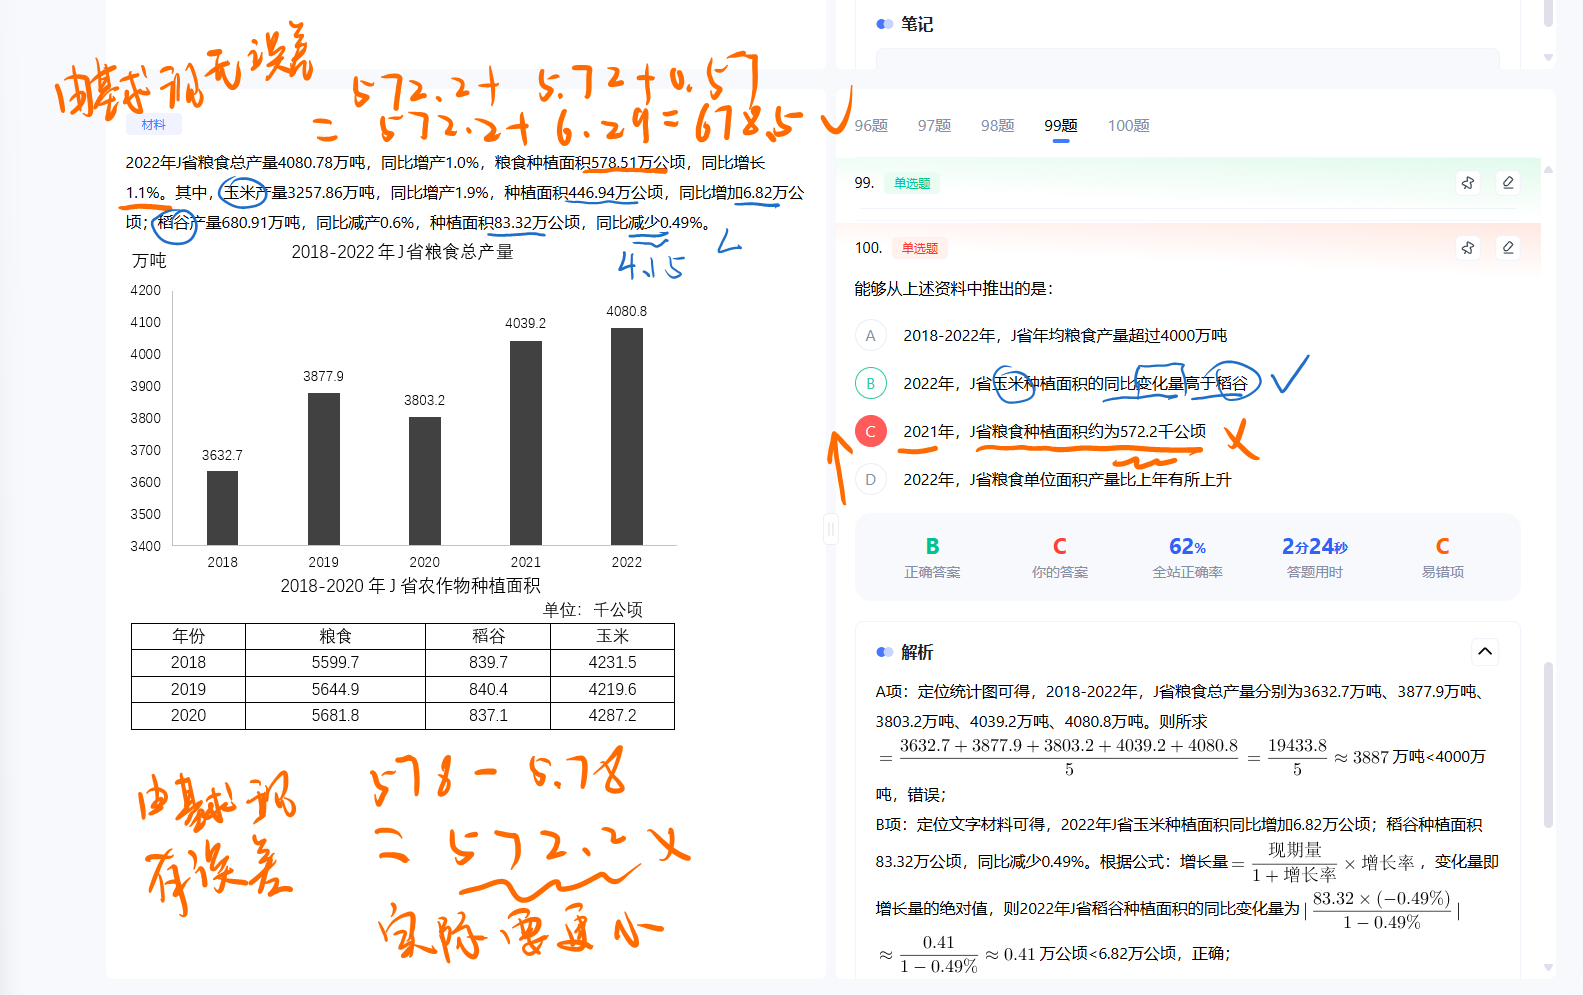 笔记
由基求现无误差
572.2+ 5.72+0.57
= 572.2+ 6.29=678.5 ✓
材料
96题 97题 98题 99题 100题
2022年J省粮食总产量4080.78万吨，同比增产1.0%，粮食种植面积578.51万公顷，同比增长
1.1%。其中，玉米产量3257.86万吨，同比增产1.9%，种植面积446.94万公顷，同比增加6.82万公
顷；稻谷产量680.91万吨，同比减产0.6%，种植面积83.32万公顷，同比减少0.49%。
4.15
2018-2022 年 J 省粮食总产量
万吨
4200
4100
4000
3900
3800
3700
3600
3500
3400
3632.7
3877.9
3803.2
4039.2
4080.8
2018 2019 2020 2021 2022
2018-2020 年 J 省农作物种植面积
单位：千公顷
年份 粮食 稻谷 玉米
2018 5599.7 839.7 4231.5
2019 5644.9 840.4 4219.6
2020 5681.8 837.1 4287.2
由基求现
有误差
578 - 5.78
= 572.2 ×
实际要更小
99. 单选题
100. 单选题
能够从上述资料中推出的是：
A 2018-2022年，J省年均粮食产量超过4000万吨
B 2022年，J省玉米种植面积的同比变化量高于稻谷 ✓
C 2021年，J省粮食种植面积约为572.2千公顷 ×
D 2022年，J省粮食单位面积产量比上年有所上升
B C 62% 2分24秒 C
正确答案 你的答案 全站正确率 答题用时 易错项
解析
A项：定位统计图可得，2018-2022年，J省粮食总产量分别为3632.7万吨、3877.9万吨、
3803.2万吨、4039.2万吨、4080.8万吨。则所求
= (3632.7 + 3877.9 + 3803.2 + 4039.2 + 4080.8)/5 = 19433.8/5 ≈ 3887 万吨<4000万
吨，错误；
B项：定位文字材料可得，2022年J省玉米种植面积同比增加6.82万公顷；稻谷种植面积
83.32万公顷，同比减少0.49%。根据公式：增长量= 现期量/(1 + 增长率) × 增长率 ，变化量即
增长量的绝对值，则2022年J省稻谷种植面积的同比变化量为 | 83.32 × (−0.49%)/(1 − 0.49%) |
≈ 0.41/(1 − 0.49%) ≈ 0.41 万公顷<6.82万公顷，正确；